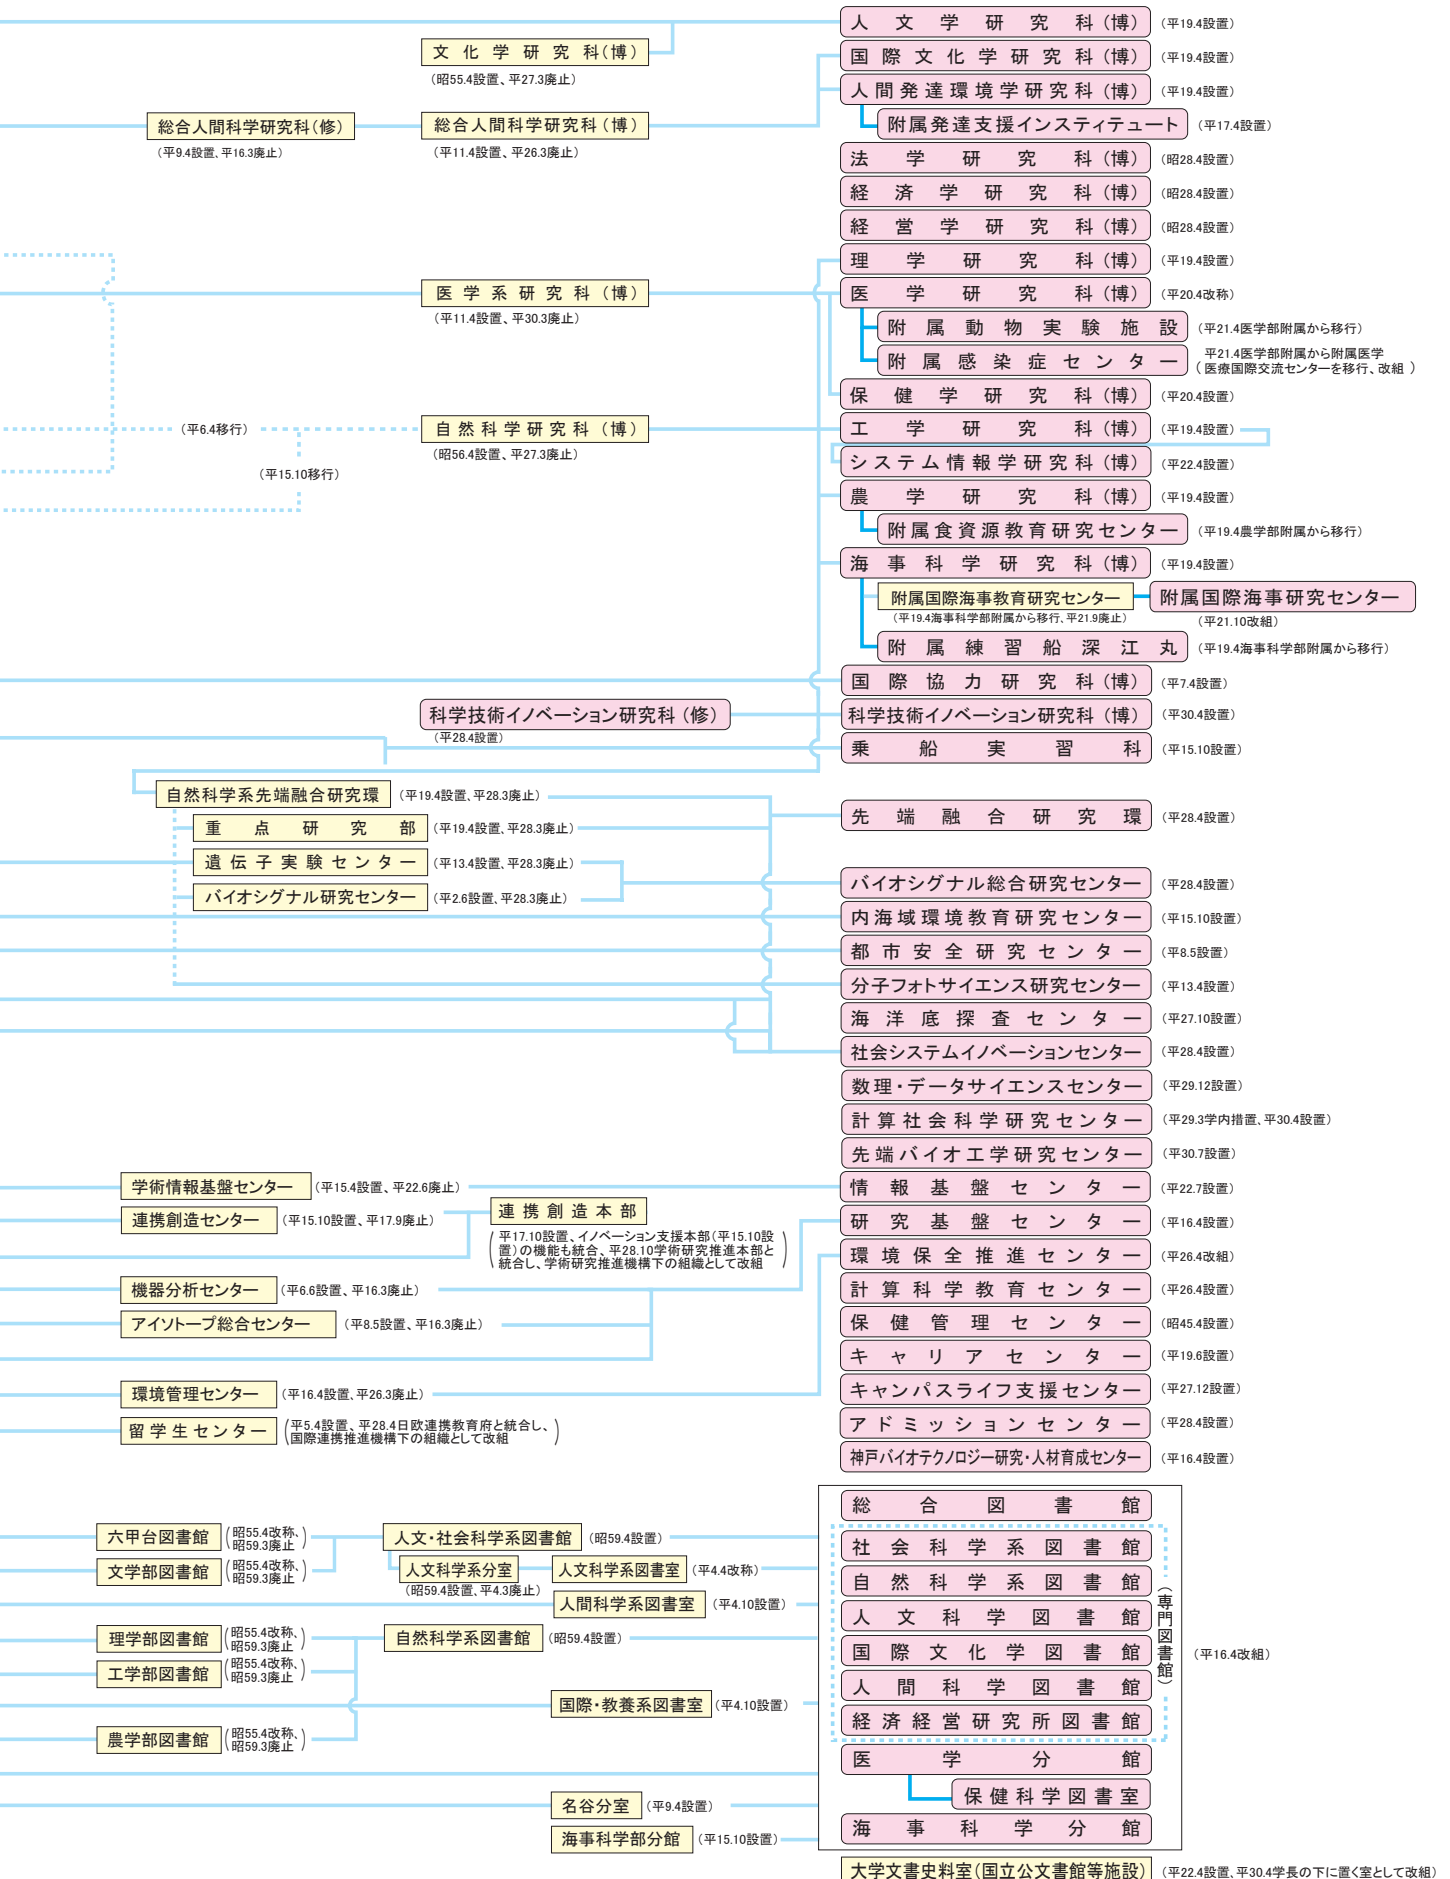 人文学研究科(博) (平19.4設置)
文化学研究科(博)
(昭55.4設置、平27.3廃止)
国際文化学研究科(博) (平19.4設置)
人間発達環境学研究科(博) (平19.4設置)
総合人間科学研究科(修)
(平9.4設置、平16.3廃止)
総合人間科学研究科(博)
(平11.4設置、平26.3廃止)
附属発達支援インスティテュート (平17.4設置)
法学研究科(博) (昭28.4設置)
経済学研究科(博) (昭28.4設置)
経営学研究科(博) (昭28.4設置)
理学研究科(博) (平19.4設置)
医学系研究科(博)
(平11.4設置、平30.3廃止)
医学研究科(博) (平20.4改称)
附属動物実験施設 (平21.4医学部附属から移行)
附属感染症センター (平21.4医学部附属から附属医学
医療国際交流センターを移行、改組)
保健学研究科(博) (平20.4設置)
(平6.4移行)
自然科学研究科(博)
(昭56.4設置、平27.3廃止)
工学研究科(博) (平19.4設置)
(平15.10移行)
システム情報学研究科(博) (平22.4設置)
農学研究科(博) (平19.4設置)
附属食資源教育研究センター (平19.4農学部附属から移行)
海事科学研究科(博) (平19.4設置)
附属国際海事教育研究センター
(平19.4海事科学部附属から移行、平21.9廃止)
附属国際海事研究センター
(平21.10改組)
附属練習船深江丸 (平19.4海事科学部附属から移行)
国際協力研究科(博) (平7.4設置)
科学技術イノベーション研究科(修)
(平28.4設置)
科学技術イノベーション研究科(博) (平30.4設置)
乗船実習科 (平15.10設置)
自然科学系先端融合研究環 (平19.4設置、平28.3廃止)
先端融合研究環 (平28.4設置)
重点研究部 (平19.4設置、平28.3廃止)
遺伝子実験センター (平13.4設置、平28.3廃止)
バイオシグナル研究センター (平2.6設置、平28.3廃止)
バイオシグナル総合研究センター (平28.4設置)
内海域環境教育研究センター (平15.10設置)
都市安全研究センター (平8.5設置)
分子フォトサイエンス研究センター (平13.4設置)
海洋底探査センター (平27.10設置)
社会システムイノベーションセンター (平28.4設置)
数理・データサイエンスセンター (平29.12設置)
計算社会科学研究センター (平29.3学内措置、平30.4設置)
先端バイオ工学研究センター (平30.7設置)
学術情報基盤センター (平15.4設置、平22.6廃止)
情報基盤センター (平22.7設置)
連携創造センター (平15.10設置、平17.9廃止)
連携創造本部
(平17.10設置、イノベーション支援本部(平15.10設
置)の機能も統合、平28.10学術研究推進本部と
統合し、学術研究推進機構下の組織として改組)
研究基盤センター (平16.4設置)
環境保全推進センター (平26.4改組)
機器分析センター (平6.6設置、平16.3廃止)
計算科学教育センター (平26.4設置)
アイソトープ総合センター (平8.5設置、平16.3廃止)
保健管理センター (昭45.4設置)
キャリアセンター (平19.6設置)
環境管理センター (平16.4設置、平26.3廃止)
キャンパスライフ支援センター (平27.12設置)
留学生センター (平5.4設置、平28.4日欧連携教育府と統合し、
国際連携推進機構下の組織として改組)
アドミッションセンター (平28.4設置)
神戸バイオテクノロジー研究・人材育成センター (平16.4設置)
総合図書館
六甲台図書館 (昭55.4改称、
昭59.3廃止)
人文・社会科学系図書館 (昭59.4設置)
社会科学系図書館
文学部図書館 (昭55.4改称、
昭59.3廃止)
人文科学系分室
(昭59.4設置、平4.3廃止)
人文科学系図書室 (平4.4改称)
自然科学系図書館
人間科学系図書室 (平4.10設置)
人文科学図書館
理学部図書館 (昭55.4改称、
昭59.3廃止)
自然科学系図書館 (昭59.4設置)
国際文化学図書館
(専門図書館)
(平16.4改組)
工学部図書館 (昭55.4改称、
昭59.3廃止)
人間科学図書館
国際・教養系図書室 (平4.10設置)
経済経営研究所図書館
農学部図書館 (昭55.4改称、
昭59.3廃止)
医学分館
保健科学図書室
名谷分室 (平9.4設置)
海事科学分館
海事科学部分館 (平15.10設置)
大学文書史料室(国立公文書館等施設) (平22.4設置、平30.4学長の下に置く室として改組)